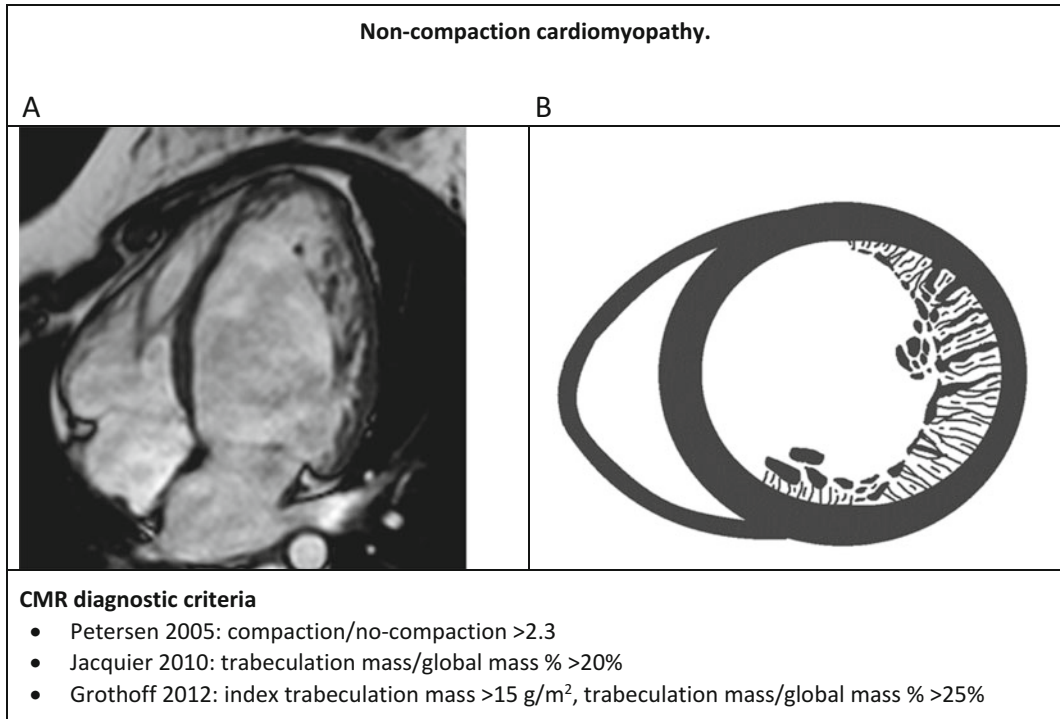 Non-compaction cardiomyopathy.
A
B
CMR diagnostic criteria
• Petersen 2005: compaction/no-compaction >2.3
• Jacquier 2010: trabeculation mass/global mass % >20%
• Grothoff 2012: index trabeculation mass >15 g/m², trabeculation mass/global mass % >25%